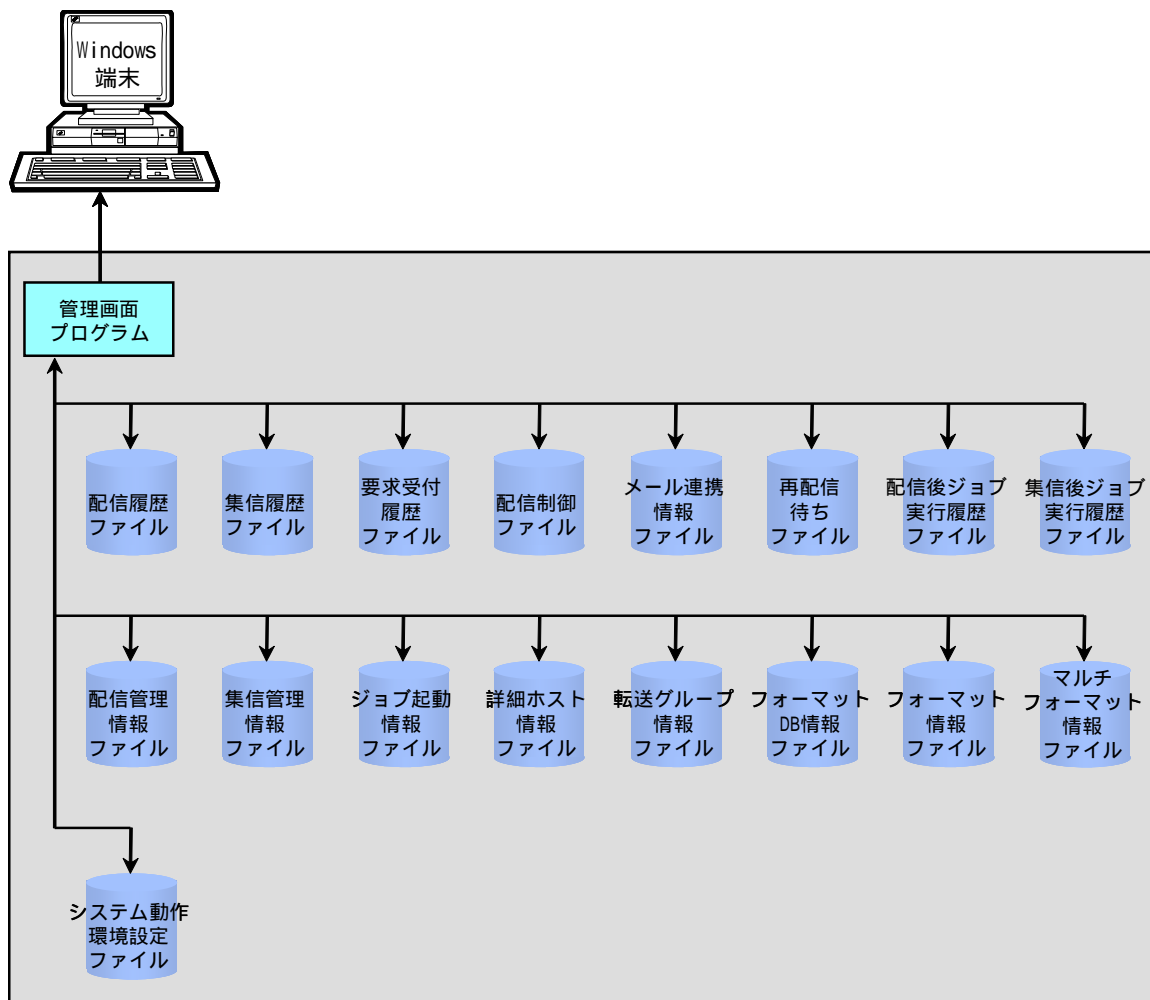 Windows
端末
管理画面
プログラム
配信履歴
ファイル
集信履歴
ファイル
要求受付
履歴
ファイル
配信制御
ファイル
メール連携
情報
ファイル
再配信
待ち
ファイル
配信後ジョブ
実行履歴
ファイル
集信後ジョブ
実行履歴
ファイル
配信管理
情報
ファイル
集信管理
情報
ファイル
ジョブ起動
情報
ファイル
詳細ホスト
情報
ファイル
転送グループ
情報
ファイル
フォーマット
DB情報
ファイル
フォーマット
情報
ファイル
マルチ
フォーマット
情報
ファイル
システム動作
環境設定
ファイル